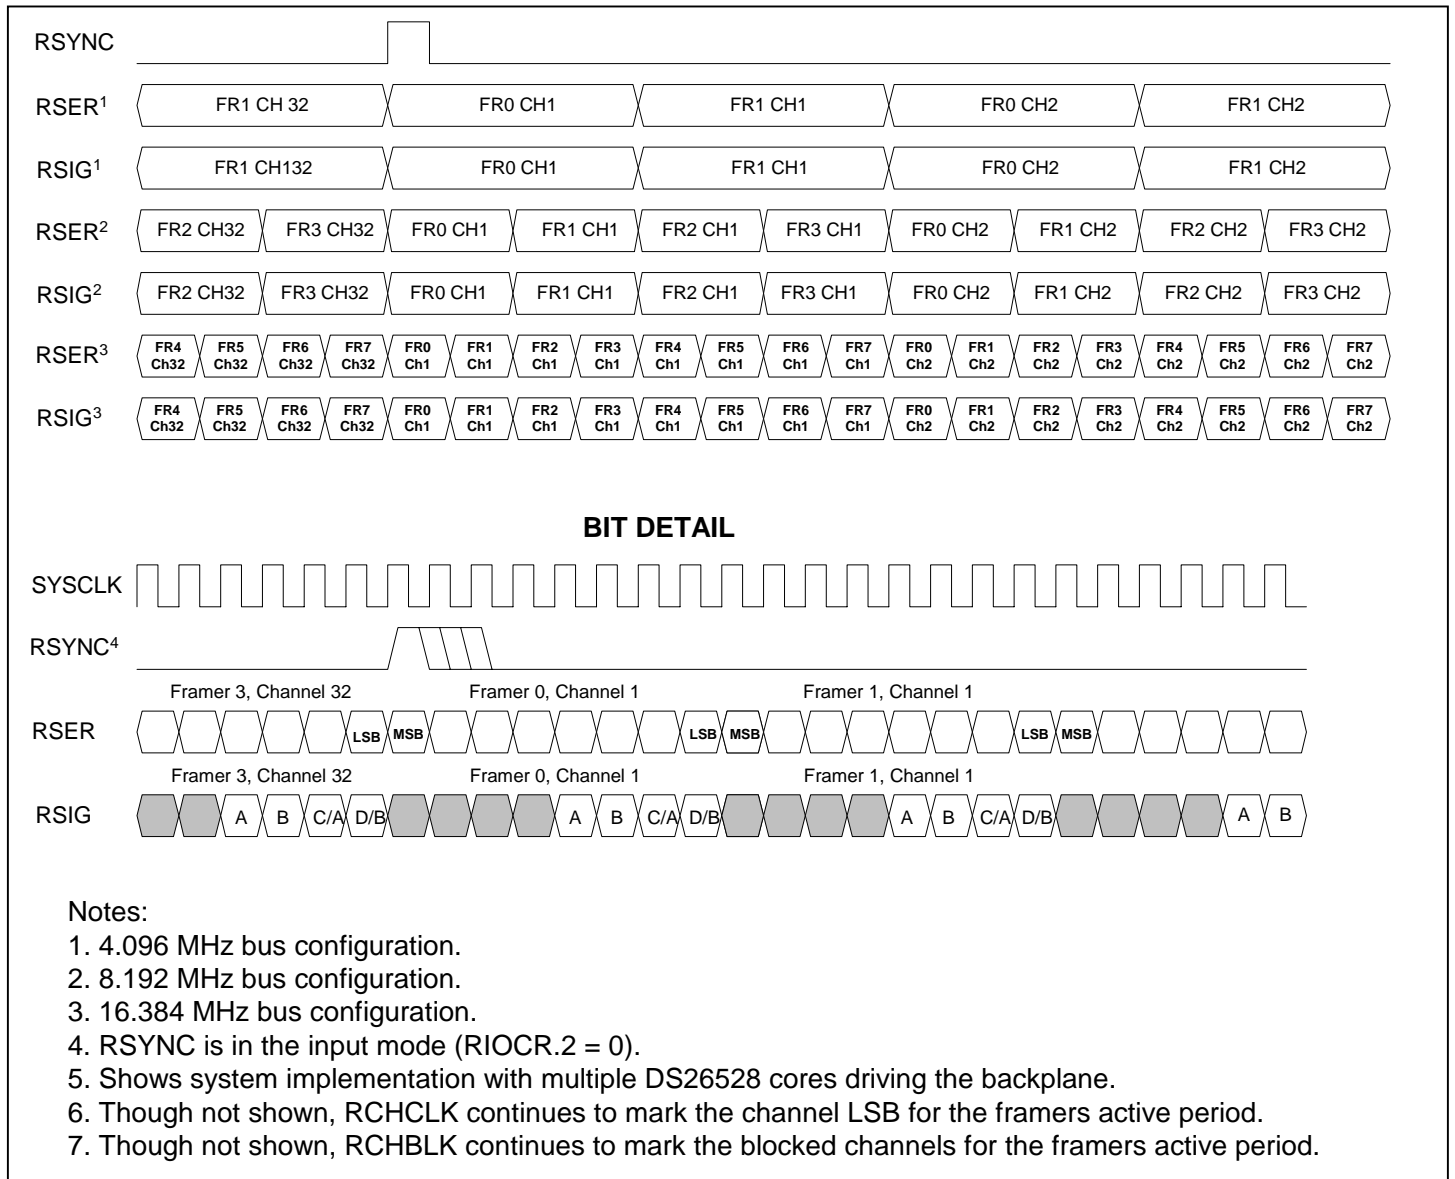 RSYNC
RSER1 FR1 CH 32 FR0 CH1 FR1 CH1 FR0 CH2 FR1 CH2
RSIG1 FR1 CH132 FR0 CH1 FR1 CH1 FR0 CH2 FR1 CH2
RSER2 FR2 CH32 FR3 CH32 FR0 CH1 FR1 CH1 FR2 CH1 FR3 CH1 FR0 CH2 FR1 CH2 FR2 CH2 FR3 CH2
RSIG2 FR2 CH32 FR3 CH32 FR0 CH1 FR1 CH1 FR2 CH1 FR3 CH1 FR0 CH2 FR1 CH2 FR2 CH2 FR3 CH2
RSER3 FR4 FR5 FR6 FR7 FR0 FR1 FR2 FR3 FR4 FR5 FR6 FR7 FR0 FR1 FR2 FR3 FR4 FR5 FR6 FR7
Ch32 Ch32 Ch32 Ch32 Ch1 Ch1 Ch1 Ch1 Ch1 Ch1 Ch1 Ch1 Ch2 Ch2 Ch2 Ch2 Ch2 Ch2 Ch2 Ch2
RSIG3 FR4 FR5 FR6 FR7 FR0 FR1 FR2 FR3 FR4 FR5 FR6 FR7 FR0 FR1 FR2 FR3 FR4 FR5 FR6 FR7
Ch32 Ch32 Ch32 Ch32 Ch1 Ch1 Ch1 Ch1 Ch1 Ch1 Ch1 Ch1 Ch2 Ch2 Ch2 Ch2 Ch2 Ch2 Ch2 Ch2
BIT DETAIL
SYSCLK
RSYNC4
Framer 3, Channel 32 Framer 0, Channel 1 Framer 1, Channel 1
RSER LSB MSB LSB MSB LSB MSB
Framer 3, Channel 32 Framer 0, Channel 1 Framer 1, Channel 1
RSIG A B C/A D/B A B C/A D/B A B C/A D/B A B
Notes:
1. 4.096 MHz bus configuration.
2. 8.192 MHz bus configuration.
3. 16.384 MHz bus configuration.
4. RSYNC is in the input mode (RIOCR.2 = 0).
5. Shows system implementation with multiple DS26528 cores driving the backplane.
6. Though not shown, RCHCLK continues to mark the channel LSB for the framers active period.
7. Though not shown, RCHBLK continues to mark the blocked channels for the framers active period.